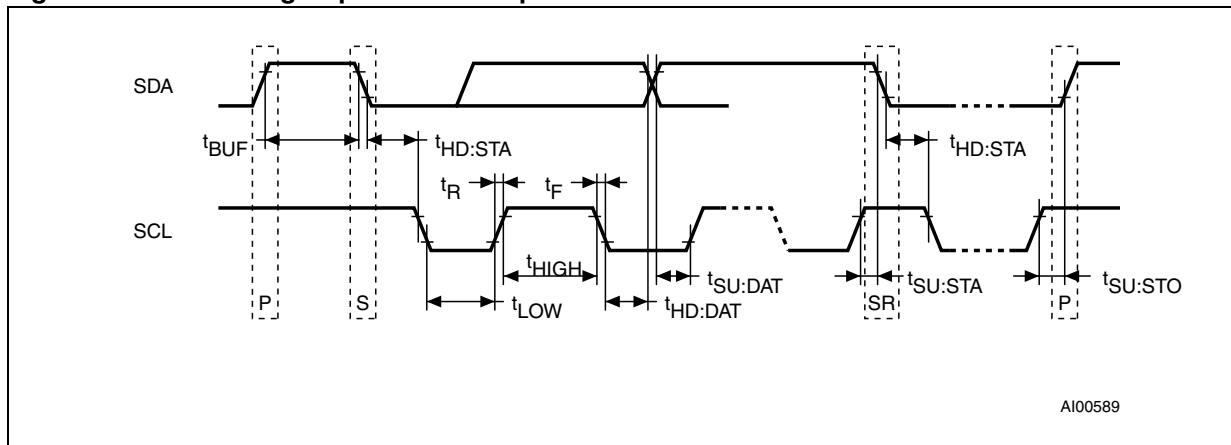 SDA
tBUF
tHD:STA
tHD:STA
tR
tF
SCL
tHIGH
tSU:DAT
tSU:STA
tSU:STO
P
S
tLOW
tHD:DAT
SR
P
AI00589